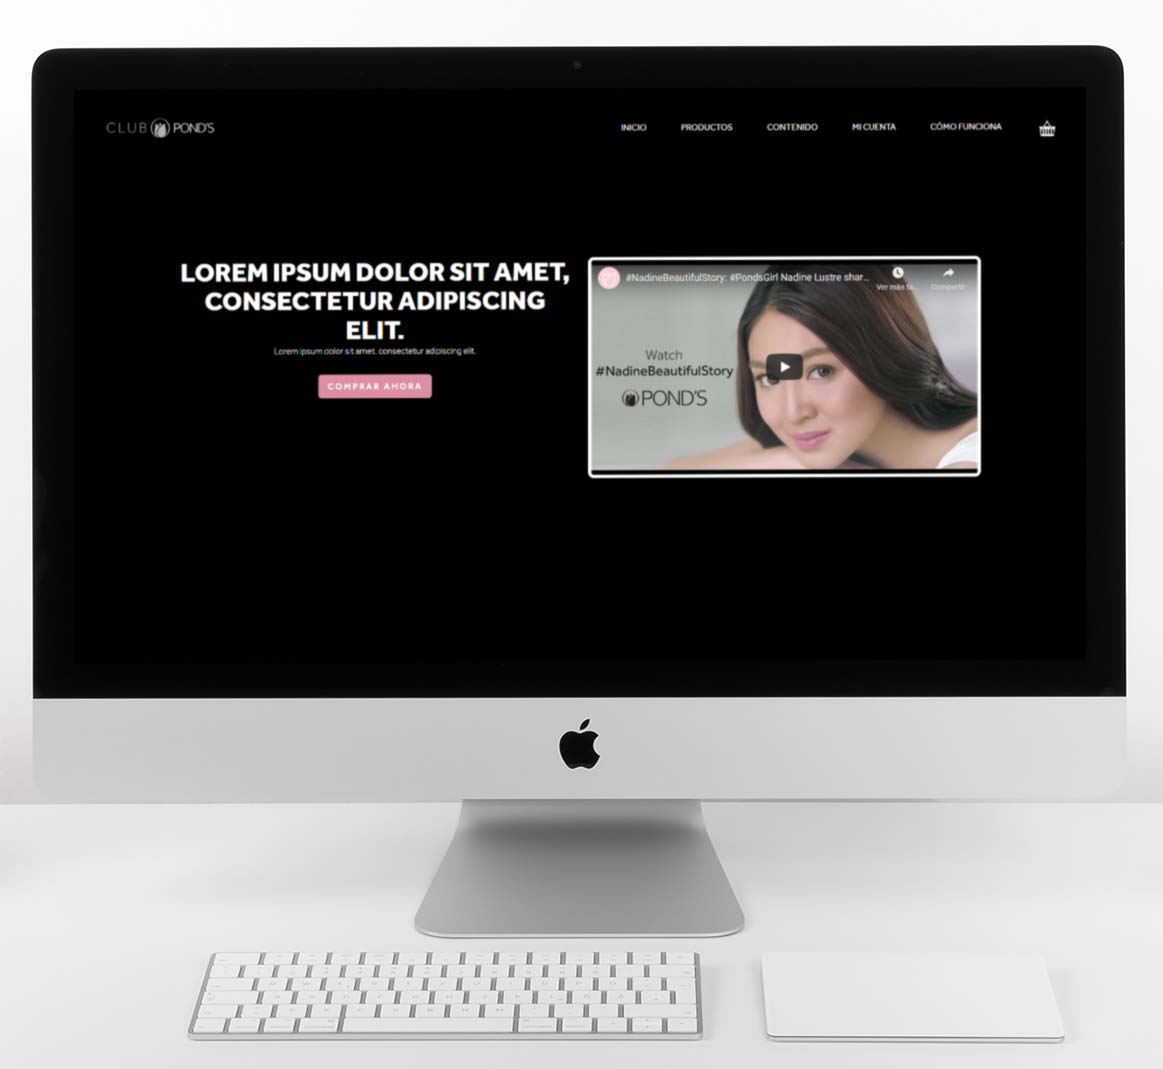 CLUB POND'S
INICIO PRODUCTOS CONTENIDO MI CUENTA CÓMO FUNCIONA
LOREM IPSUM DOLOR SIT AMET,
CONSECTETUR ADIPISCING
ELIT.
Lorem ipsum dolor sit amet, consectetur adipiscing elit.
COMPRAR AHORA
#NadineBeautifulStory: #PondsGirl Nadine Lustre shar...
Ver más ta... Compartir
Watch
#NadineBeautifulStory
POND'S